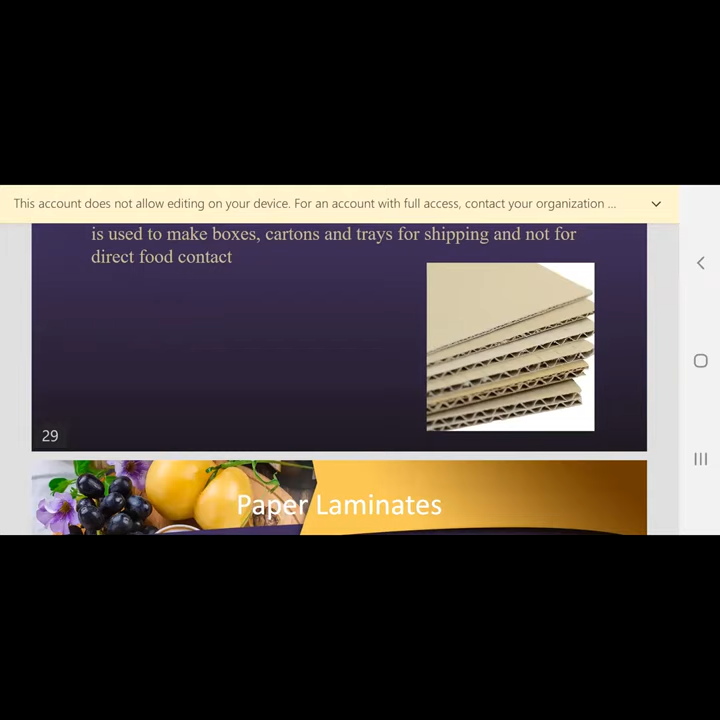 This account does not allow editing on your device. For an account with full access, contact your organization ...
is used to make boxes, cartons and trays for shipping and not for
direct food contact
29
Paper Laminates